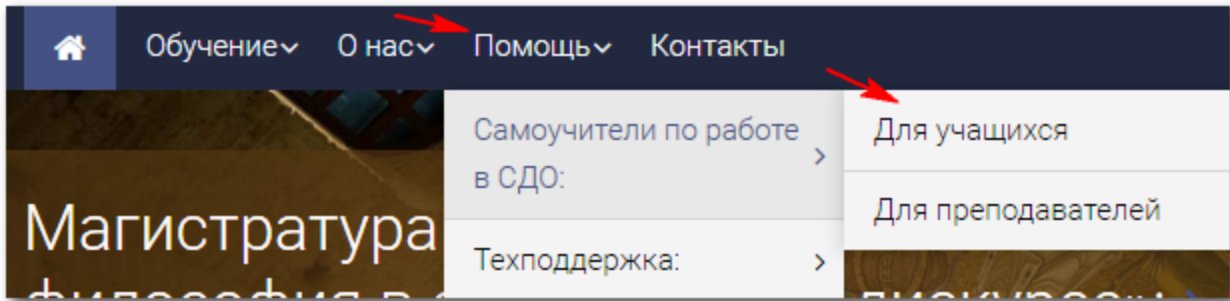 Обучение О нас Помощь Контакты
Самоучители по работе
в СДО:
Для учащихся
Для преподавателей
Магистратура
Техподдержка: